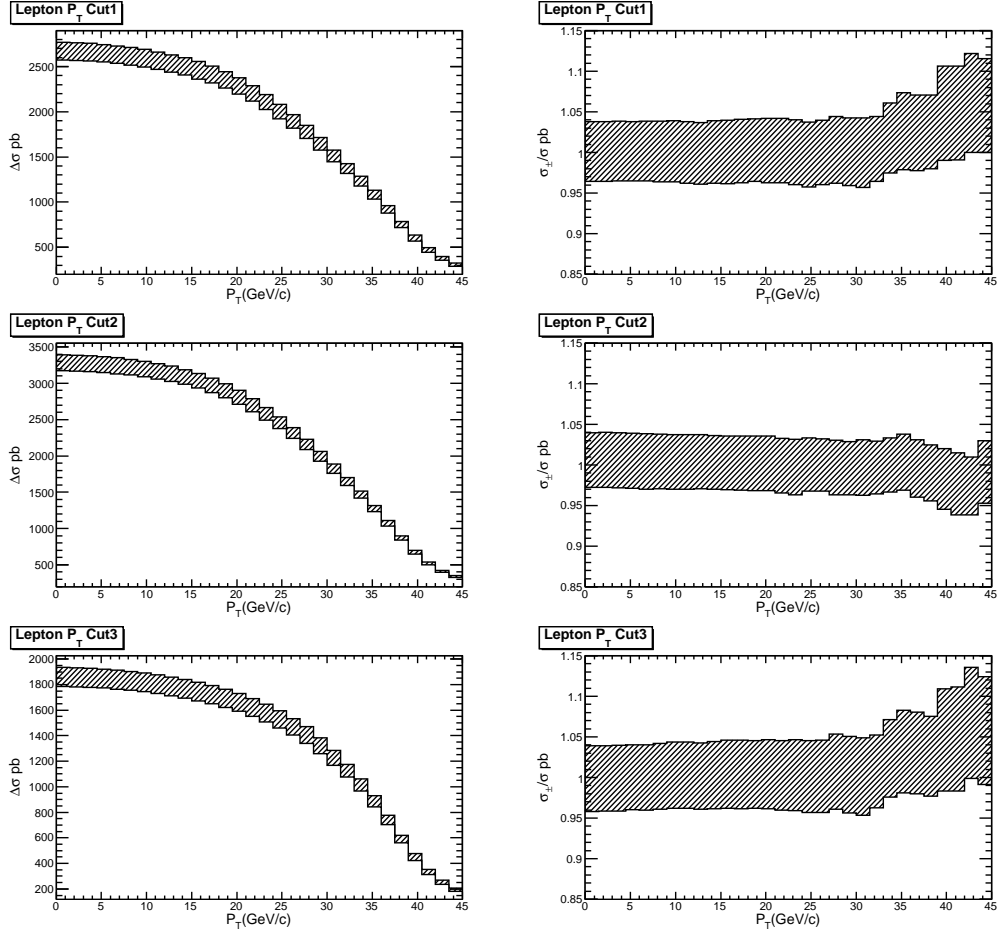 Lepton P_T Cut1
Δσ pb
2500
2000
1500
1000
500
0 5 10 15 20 25 30 35 40 45
P_T(GeV/c)
Lepton P_T Cut1
σ_±/σ pb
1.15
1.1
1.05
1
0.95
0.9
0.85
0 5 10 15 20 25 30 35 40 45
P_T(GeV/c)
Lepton P_T Cut2
Δσ pb
3500
3000
2500
2000
1500
1000
500
0 5 10 15 20 25 30 35 40 45
P_T(GeV/c)
Lepton P_T Cut2
σ_±/σ pb
1.15
1.1
1.05
1
0.95
0.9
0.85
0 5 10 15 20 25 30 35 40 45
P_T(GeV/c)
Lepton P_T Cut3
Δσ pb
2000
1800
1600
1400
1200
1000
800
600
400
200
0 5 10 15 20 25 30 35 40 45
P_T(GeV/c)
Lepton P_T Cut3
σ_±/σ pb
1.15
1.1
1.05
1
0.95
0.9
0.85
0 5 10 15 20 25 30 35 40 45
P_T(GeV/c)